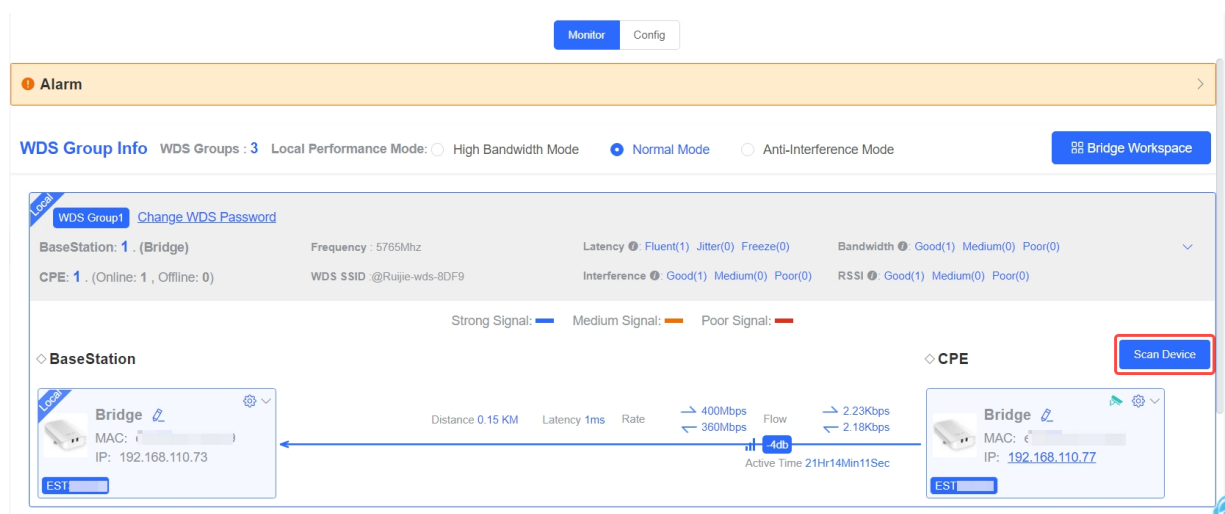 Monitor Config
Alarm
WDS Group Info WDS Groups : 3 Local Performance Mode: High Bandwidth Mode Normal Mode Anti-Interference Mode Bridge Workspace
Local
WDS Group1 Change WDS Password
BaseStation: 1 . (Bridge) Frequency : 5765Mhz Latency : Fluent(1) Jitter(0) Freeze(0) Bandwidth : Good(1) Medium(0) Poor(0)
CPE: 1 . (Online: 1 , Offline: 0) WDS SSID :@Ruijie-wds-8DF9 Interference : Good(1) Medium(0) Poor(0) RSSI : Good(1) Medium(0) Poor(0)
Strong Signal: Medium Signal: Poor Signal:
BaseStation CPE Scan Device
Local
Bridge
MAC:
IP: 192.168.110.73
EST
Distance 0.15 KM Latency 1ms Rate 400Mbps 360Mbps Flow 2.23Kbps 2.18Kbps
-4db
Active Time 21Hr14Min11Sec
Bridge
MAC:
IP: 192.168.110.77
EST